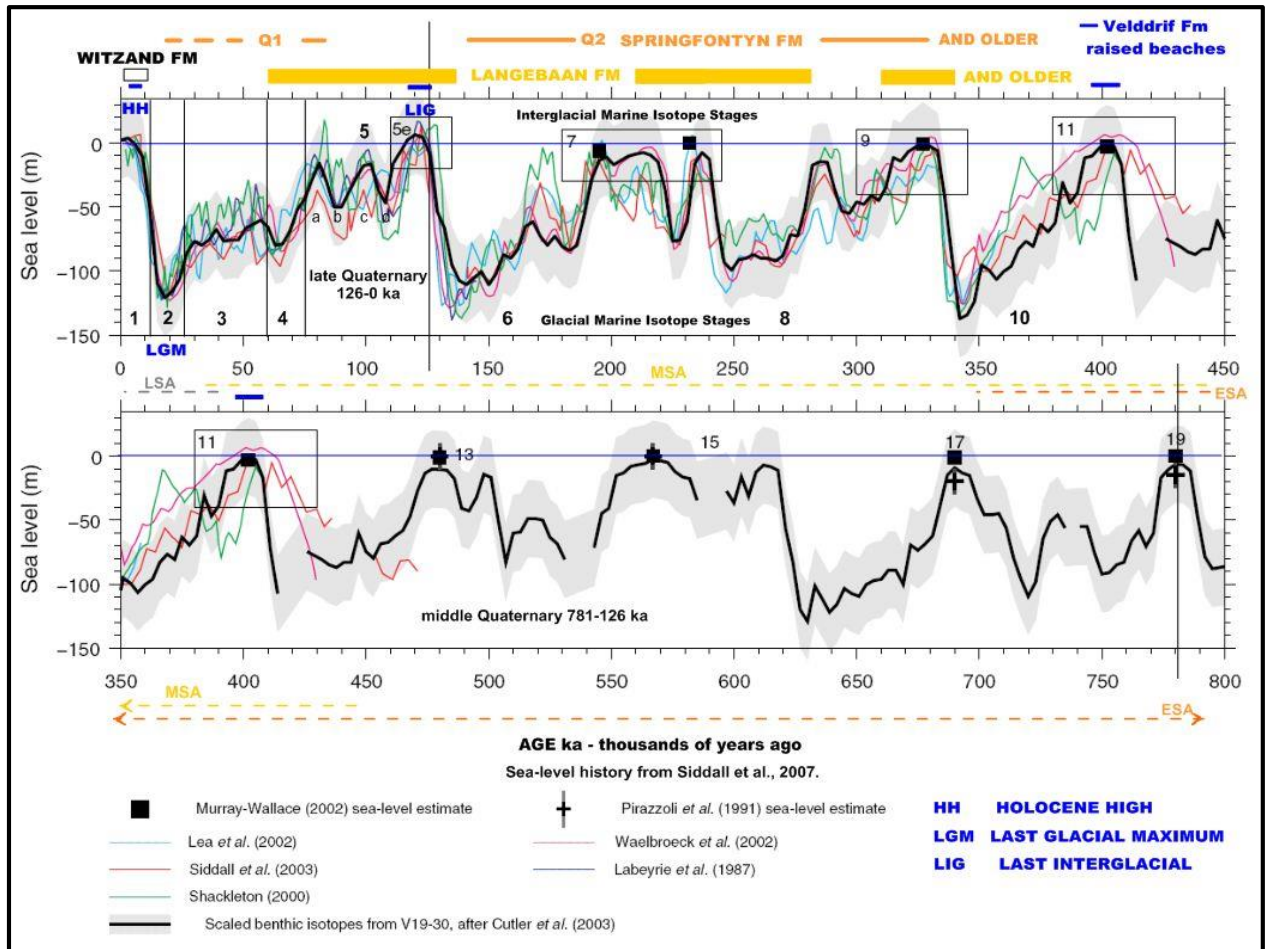 Q1 Q2 SPRINGFONTYN FM AND OLDER
Velddrif Fm
raised beaches
WITZAND FM
LANGEBAAN FM AND OLDER
HH LIG Interglacial Marine Isotope Stages
Sea level (m)
0
−50
−100
−150
5 5e 7 9 11
a b c d
late Quaternary
126-0 ka
1 2 3 4 6 Glacial Marine Isotope Stages 8 10
LGM
0 50 100 150 200 250 300 350 400 450
LSA MSA ESA
Sea level (m)
0
−50
−100
−150
11 13 15 17 19
middle Quaternary 781-126 ka
350 400 450 500 550 600 650 700 750 800
MSA ESA
AGE ka - thousands of years ago
Sea-level history from Siddall et al., 2007.
Murray-Wallace (2002) sea-level estimate
Pirazzoli et al. (1991) sea-level estimate
HH HOLOCENE HIGH
Lea et al. (2002)
Waelbroeck et al. (2002)
LGM LAST GLACIAL MAXIMUM
Siddall et al. (2003)
Labeyrie et al. (1987)
LIG LAST INTERGLACIAL
Shackleton (2000)
Scaled benthic isotopes from V19-30, after Cutler et al. (2003)